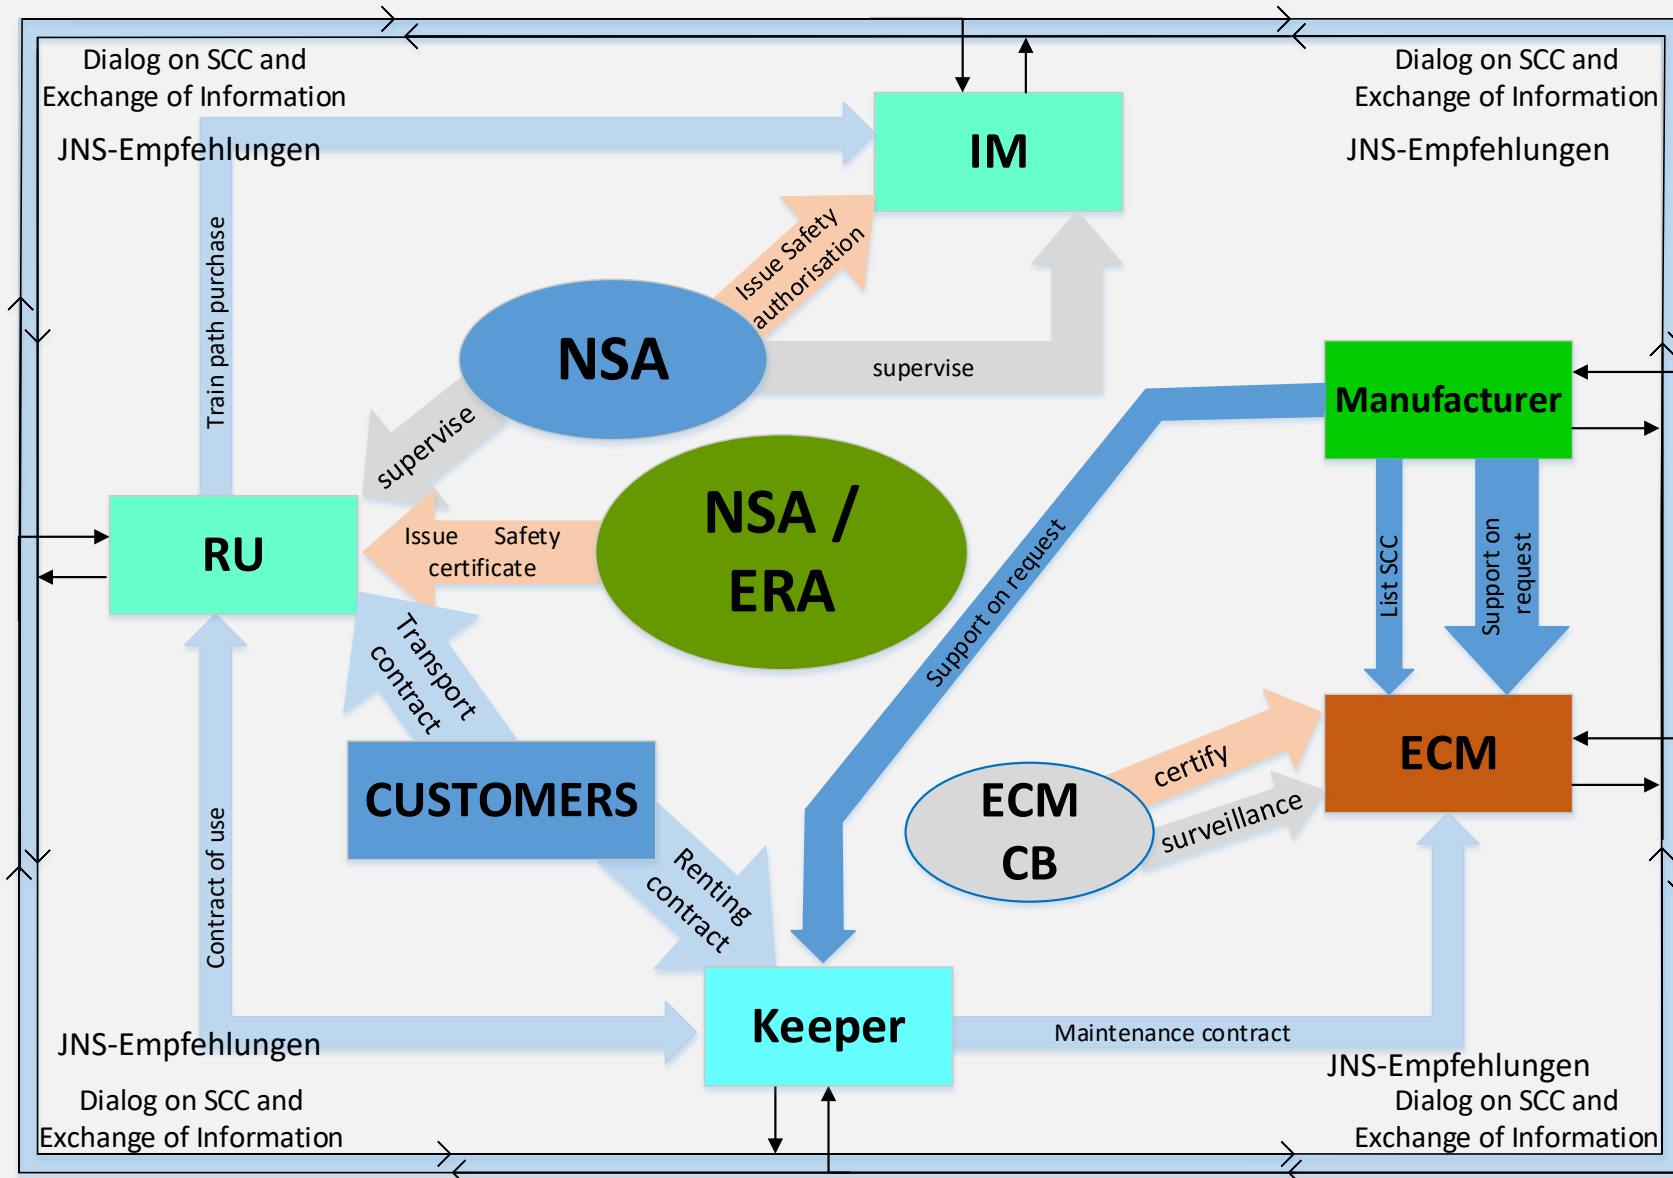 Dialog on SCC and
Exchange of Information
JNS-Empfehlungen
Dialog on SCC and
Exchange of Information
JNS-Empfehlungen
IM
Train path purchase
Issue Safety
authorisation
NSA
supervise
supervise
Manufacturer
NSA /
ERA
RU
Issue Safety
certificate
Support on request
List SCC
Support on
request
Transport
contract
CUSTOMERS
certify
ECM
ECM
CB
surveillance
Renting
contract
Contract of use
Keeper
Maintenance contract
JNS-Empfehlungen
Dialog on SCC and
Exchange of Information
JNS-Empfehlungen
Dialog on SCC and
Exchange of Information